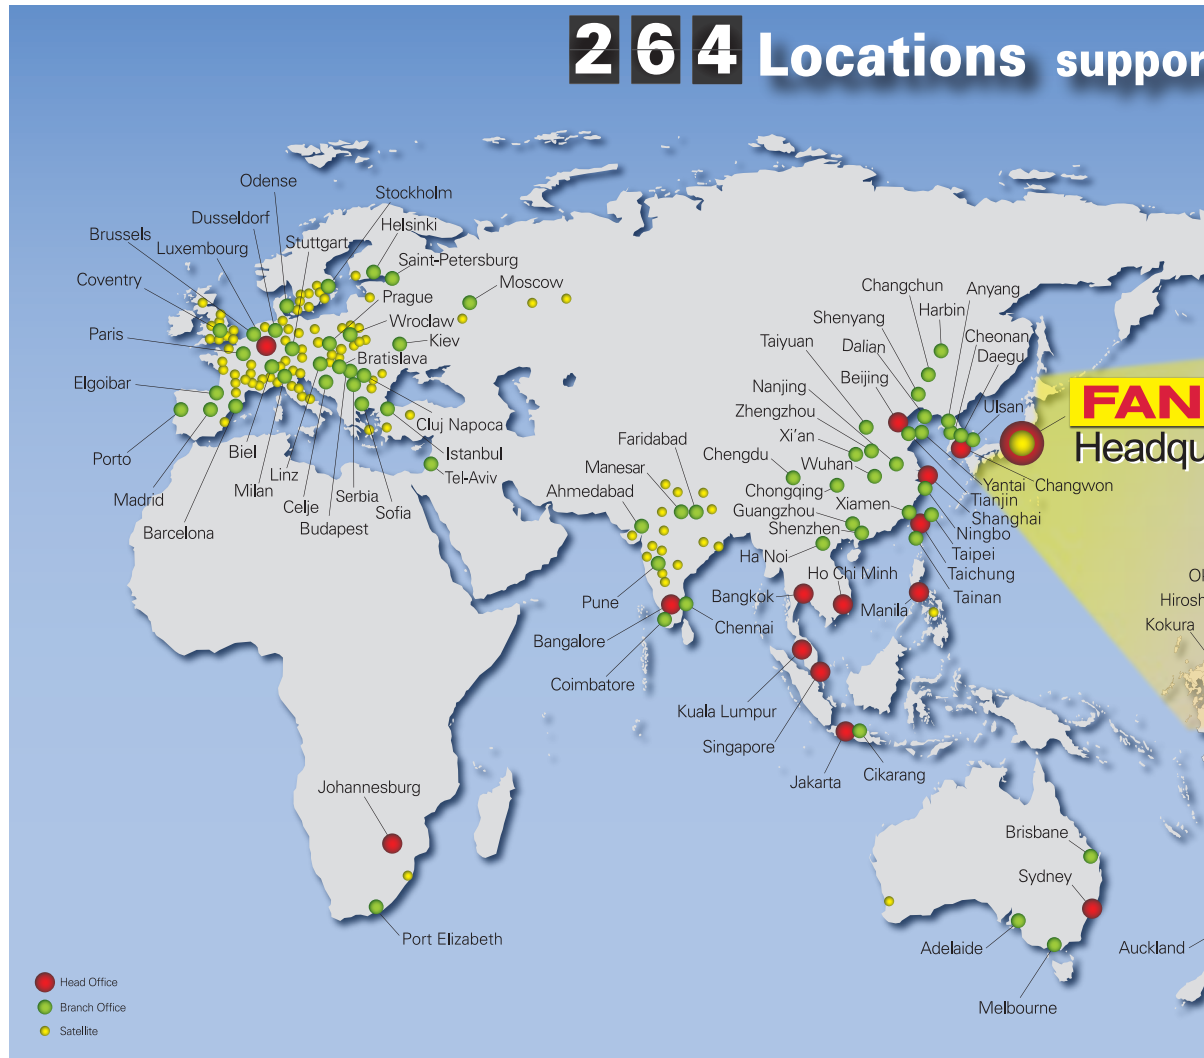 264 Locations suppor
Odense
Stockholm
Dusseldorf
Helsinki
Brussels
Luxembourg
Stuttgart
Saint-Petersburg
Coventry
Moscow
Prague
Paris
Wroclaw
Kiev
Bratislava
Elgoibar
Cluj Napoca
Porto
Biel
Istanbul
Linz
Tel-Aviv
Madrid
Milan
Serbia
Celje
Sofia
Barcelona
Budapest
Changchun
Anyang
Harbin
Shenyang
Cheonan
Taiyuan
Dalian
Daegu
Beijing
Nanjing
Ulsan
Zhengzhou
FAN
Headqu
Faridabad
Xi'an
Manesar
Chengdu
Wuhan
Ahmedabad
Chongqing
Yantai
Changwon
Tianjin
Guangzhou
Xiamen
Shanghai
Shenzhen
Ningbo
Ha Noi
Taipei
Ho Chi Minh
Taichung
Ol
Pune
Bangkok
Manila
Tainan
Hirosh
Chennai
Kokura
Bangalore
Coimbatore
Kuala Lumpur
Singapore
Jakarta
Cikarang
Johannesburg
Brisbane
Sydney
Port Elizabeth
Adelaide
Auckland
Melbourne
Head Office
Branch Office
Satellite